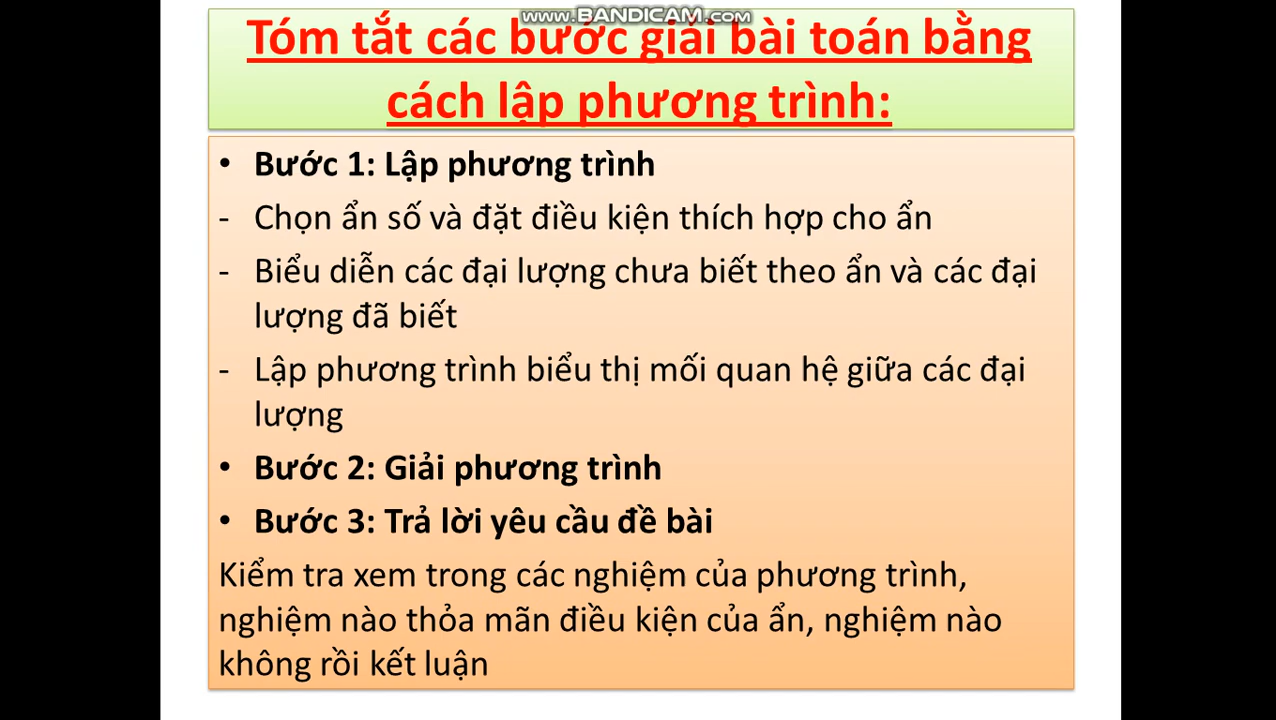 www.BANDICAM.com
Tóm tắt các bước giải bài toán bằng
cách lập phương trình:
• Bước 1: Lập phương trình
- Chọn ẩn số và đặt điều kiện thích hợp cho ẩn
- Biểu diễn các đại lượng chưa biết theo ẩn và các đại
lượng đã biết
- Lập phương trình biểu thị mối quan hệ giữa các đại
lượng
• Bước 2: Giải phương trình
• Bước 3: Trả lời yêu cầu đề bài
Kiểm tra xem trong các nghiệm của phương trình,
nghiệm nào thỏa mãn điều kiện của ẩn, nghiệm nào
không rồi kết luận